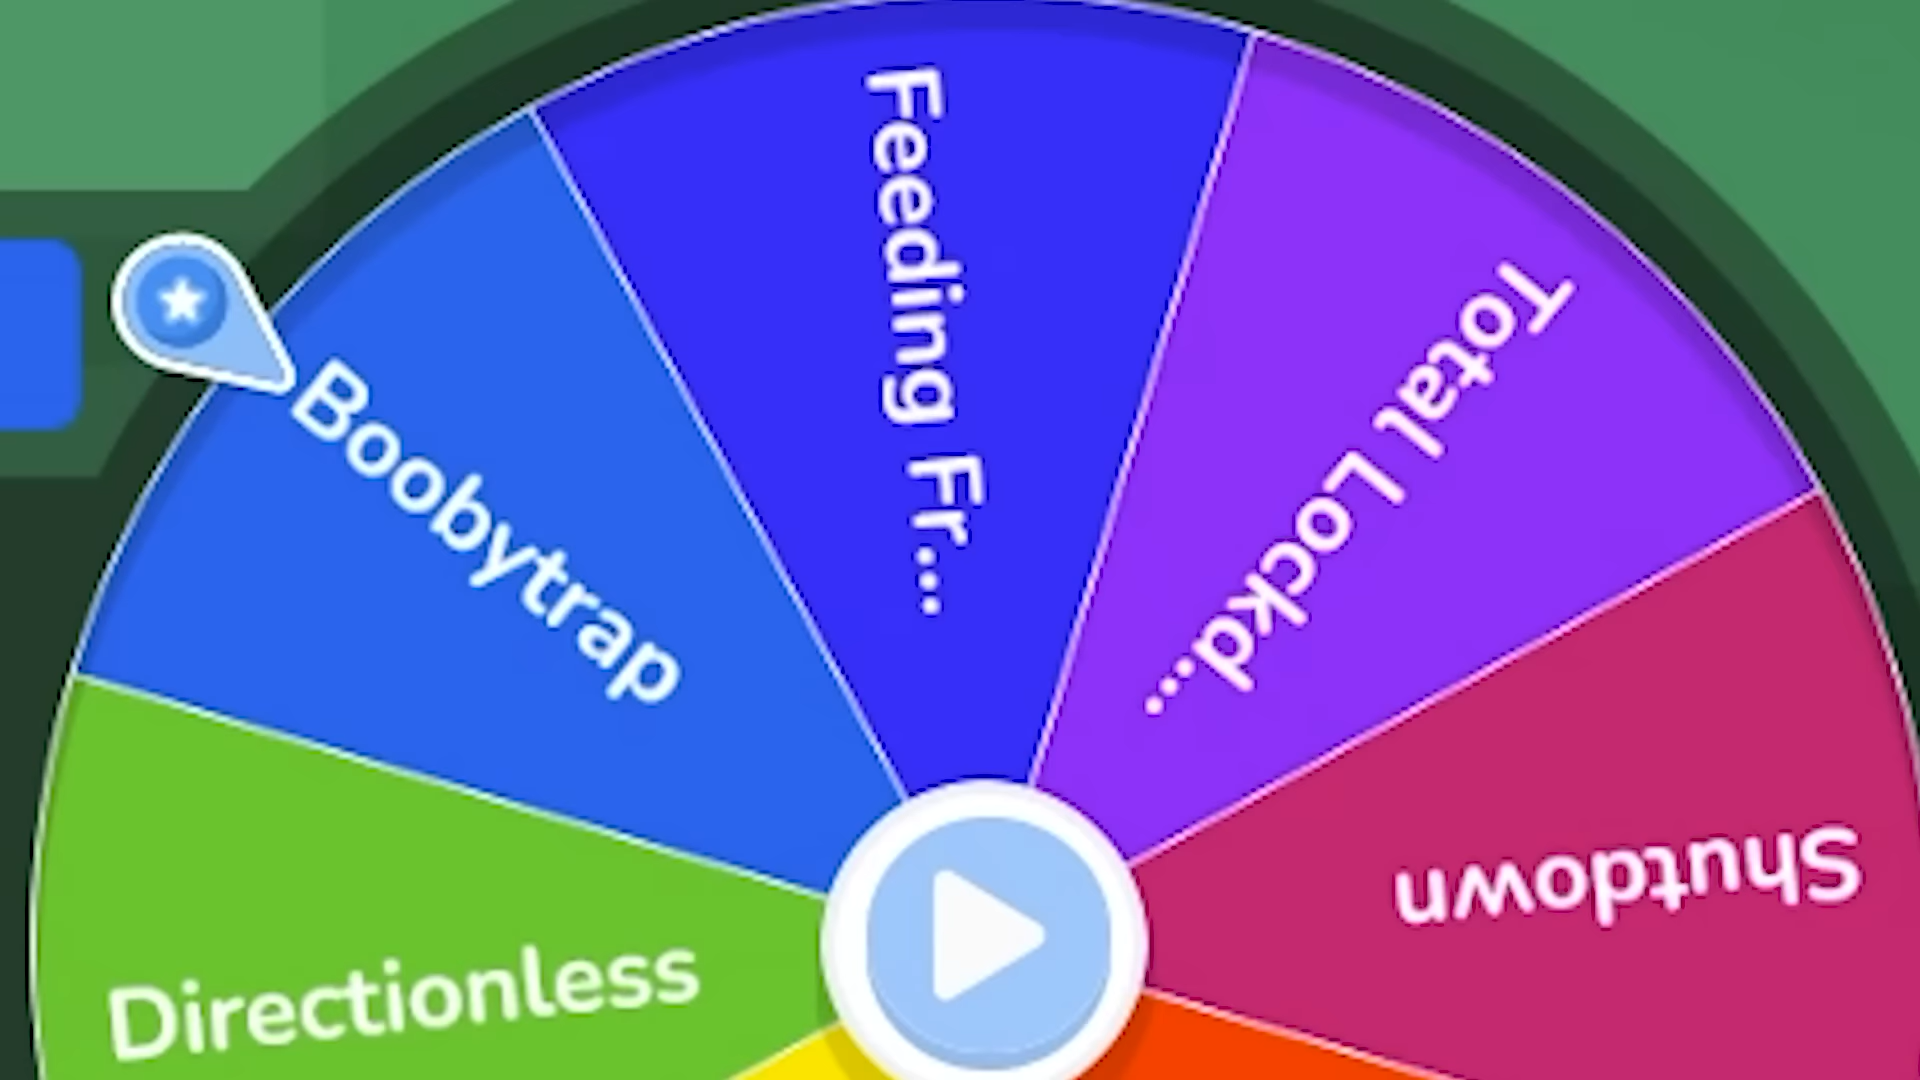 Feeding Fr...
Total Lockd...
Boobytrap
Shutdown
Directionless